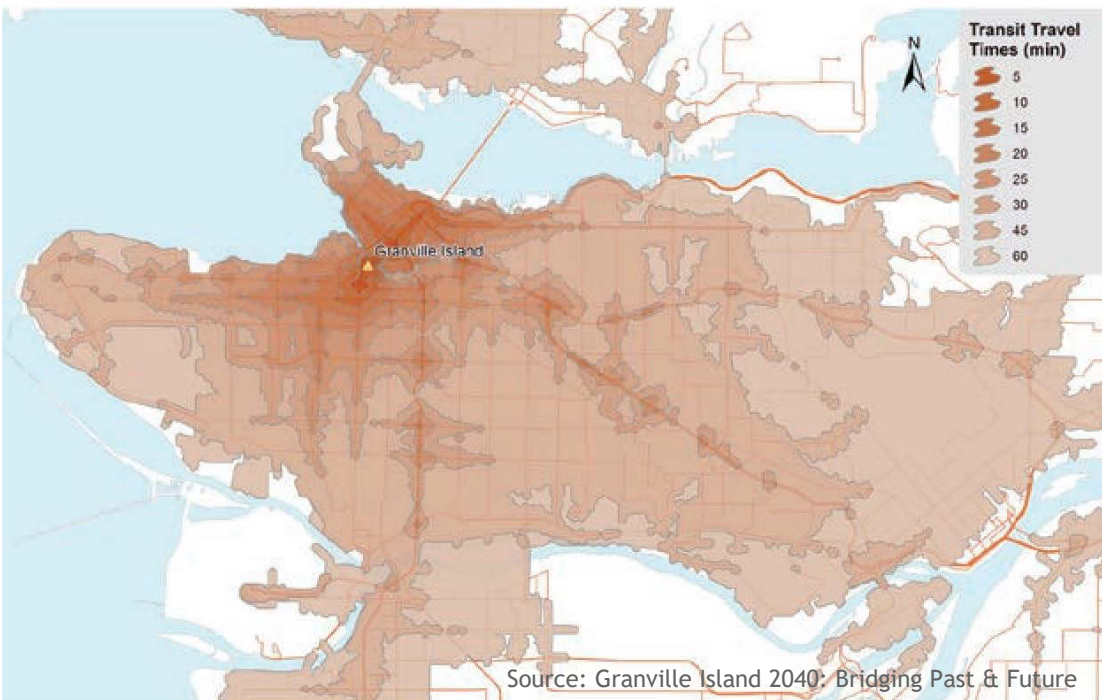 Transit Travel
Times (min)
5
10
15
20
25
30
45
60
N
Granville Island
Source: Granville Island 2040: Bridging Past & Future